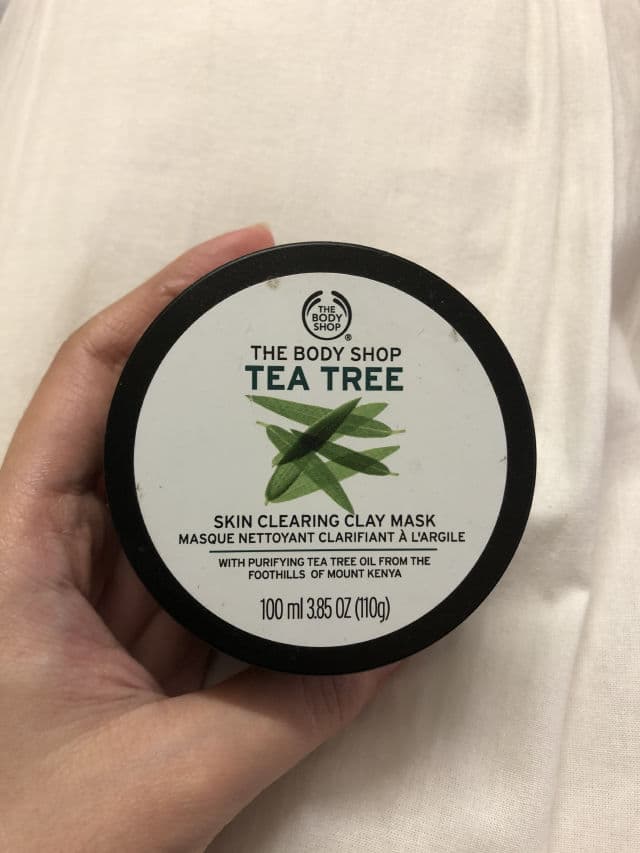 THE
BODY
SHOP
®
THE BODY SHOP
TEA TREE
SKIN CLEARING CLAY MASK
MASQUE NETTOYANT CLARIFIANT À L'ARGILE
WITH PURIFYING TEA TREE OIL FROM THE
FOOTHILLS OF MOUNT KENYA
100 ml 3.85 OZ (110g)